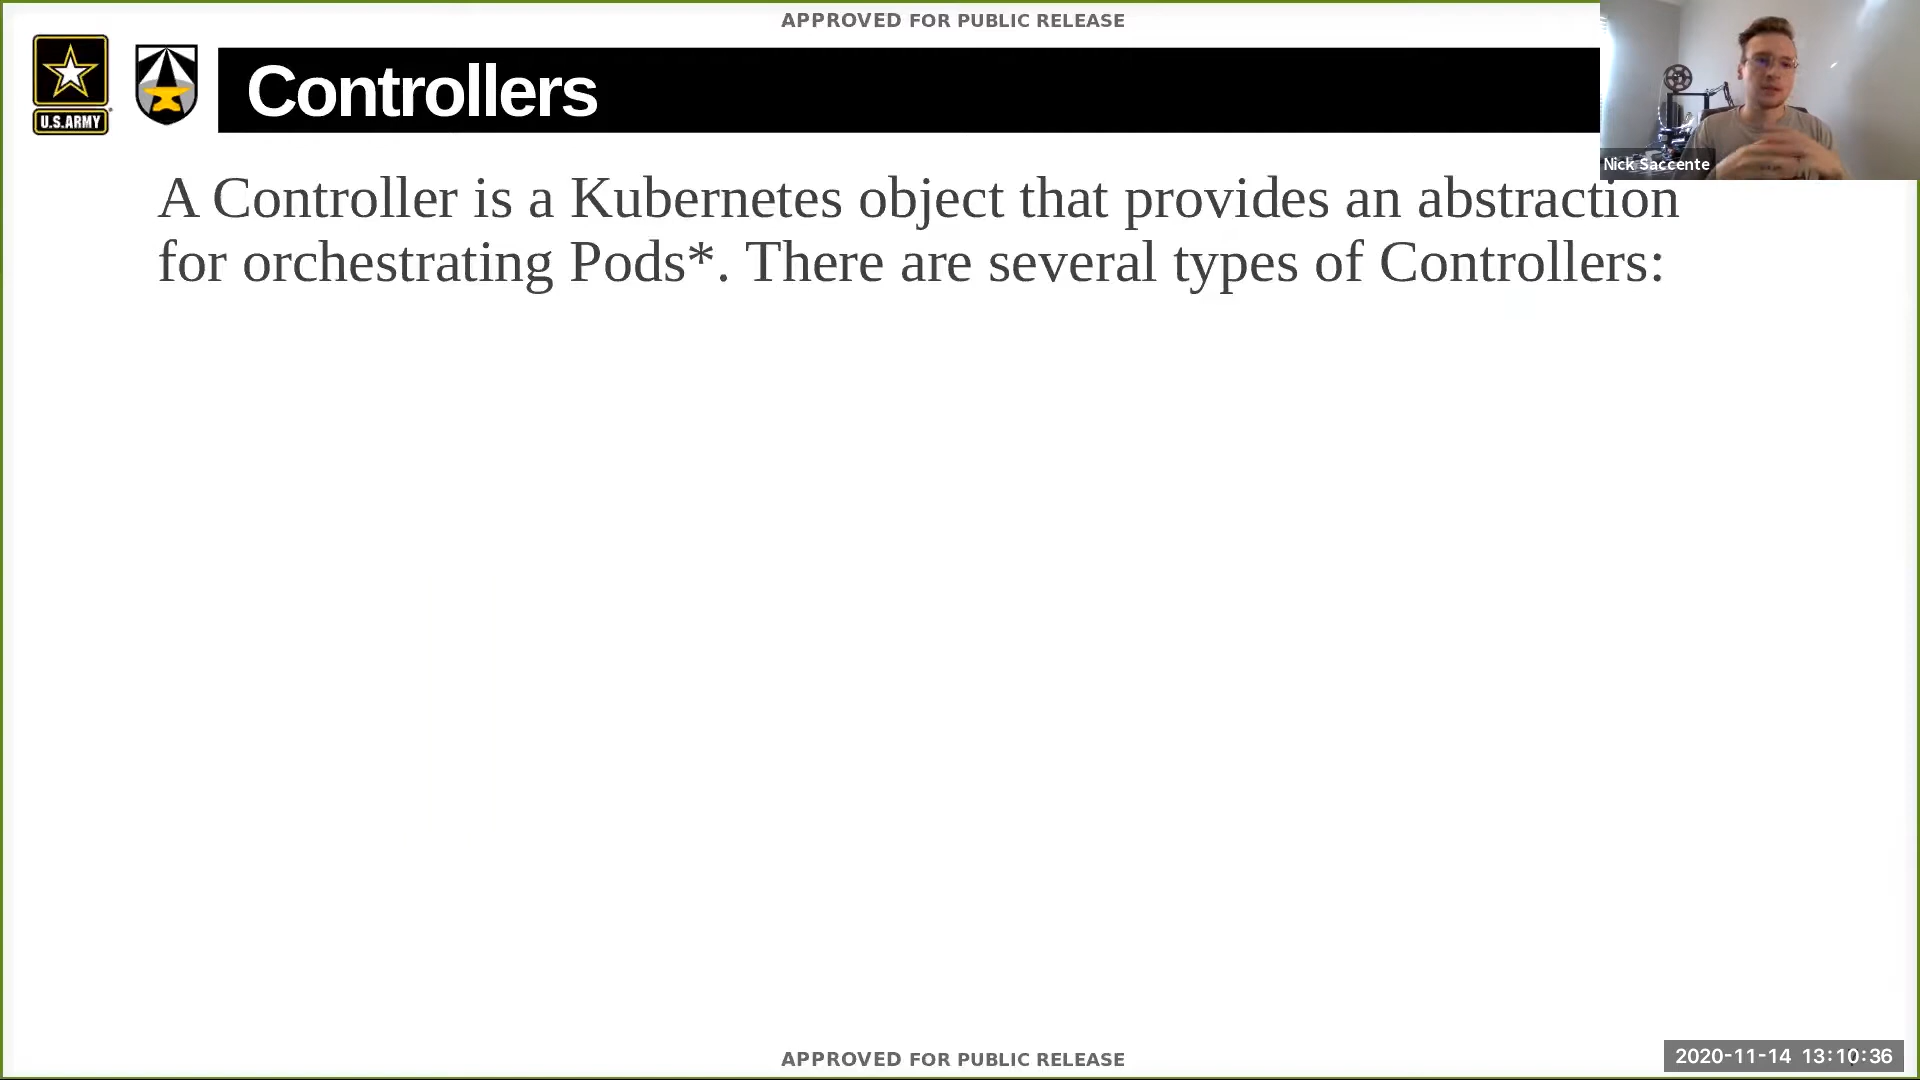 APPROVED FOR PUBLIC RELEASE
U.S.ARMY
Controllers
Nick Saccente
A Controller is a Kubernetes object that provides an abstraction
for orchestrating Pods*. There are several types of Controllers:
APPROVED FOR PUBLIC RELEASE
2020-11-14 13:10:36